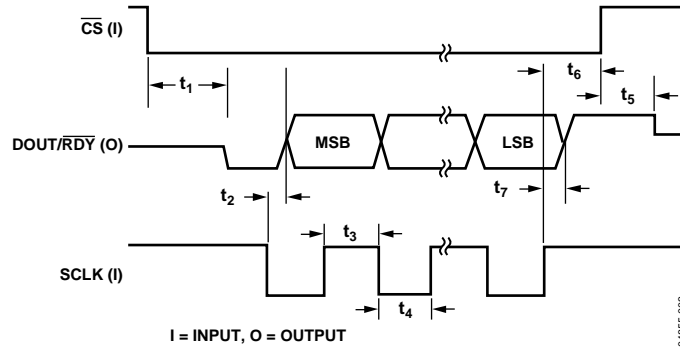 CS (I)
t1
t6
t5
DOUT/RDY (O)
MSB
LSB
t2
t7
t3
SCLK (I)
t4
I = INPUT, O = OUTPUT